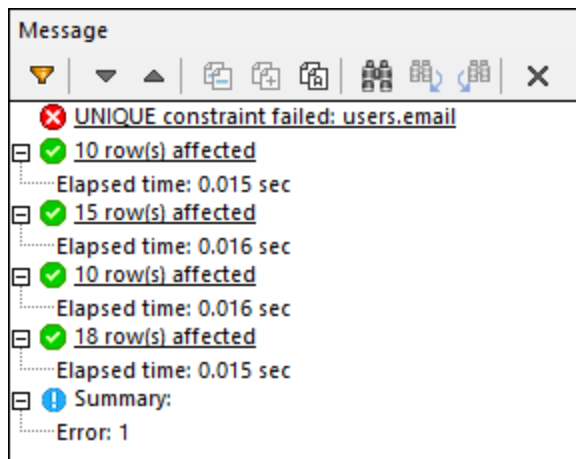 Message
UNIQUE constraint failed: users.email
10 row(s) affected
Elapsed time: 0.015 sec
15 row(s) affected
Elapsed time: 0.016 sec
10 row(s) affected
Elapsed time: 0.016 sec
18 row(s) affected
Elapsed time: 0.015 sec
Summary:
Error: 1